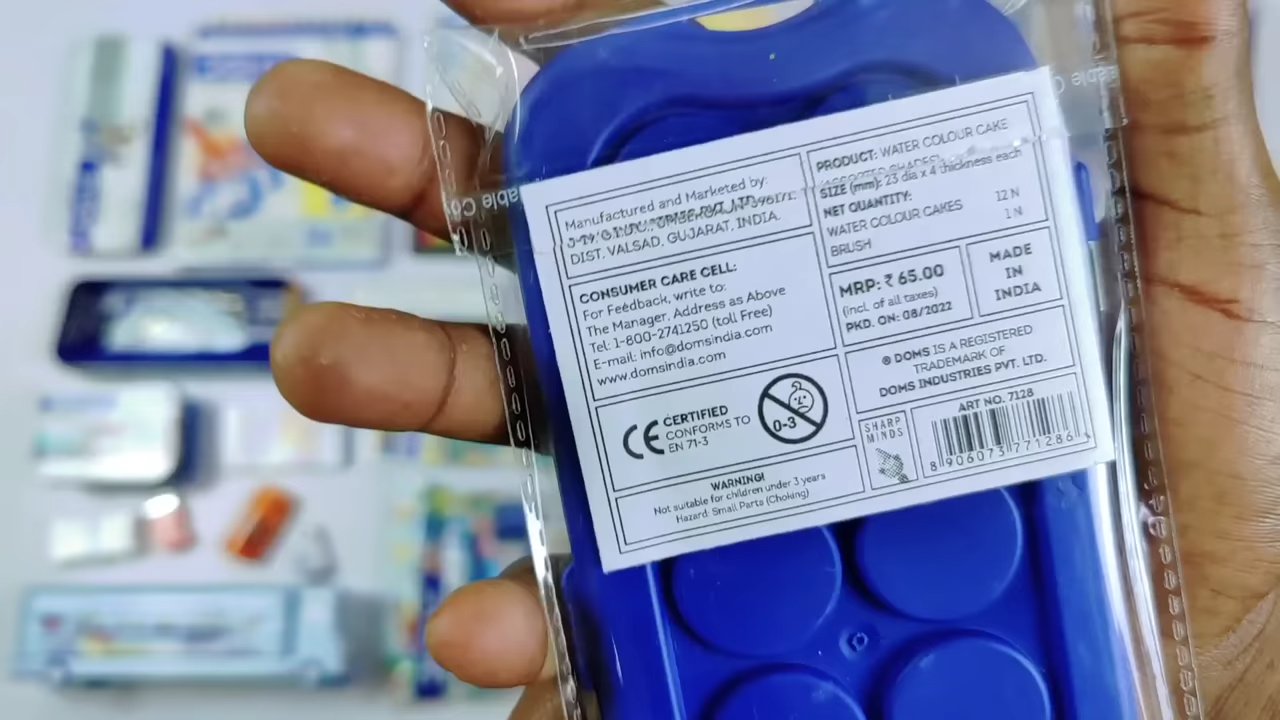 Manufactured and Marketed by:
DIST. VALSAD, GUJARAT, INDIA.
CONSUMER CARE CELL:
For Feedback, write to:
The Manager, Address as Above
Tel: 1-800-2741250 (toll Free)
E-mail: info@domsindia.com
www.domsindia.com
CE CERTIFIED
CONFORMS TO
EN 71-3
0-3
WARNING!
Not suitable for children under 3 years
Hazard: Small Parts (Choking)
PRODUCT: WATER COLOUR CAKE
SIZE (mm): 23 dia x 4 thickness each
NET QUANTITY:
WATER COLOUR CAKES 12 N
BRUSH 1 N
MRP: ₹ 65.00
(incl. of all taxes)
PKD. ON: 08/2022
MADE
IN
INDIA
® DOMS IS A REGISTERED
TRADEMARK OF
DOMS INDUSTRIES PVT. LTD.
SHARP
MINDS
ART NO. 7128
8 906073 771286